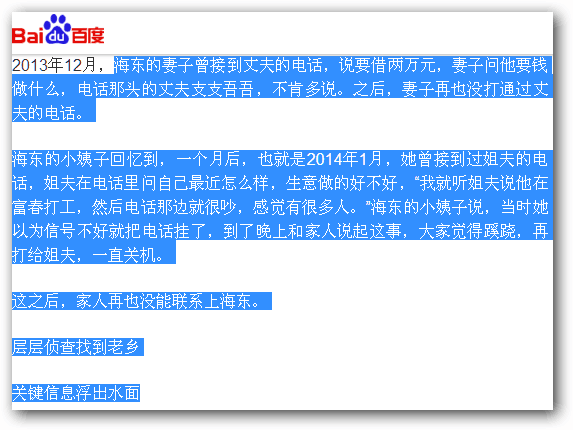 Bai du 百度
2013年12月，海东的妻子曾接到丈夫的电话，说要借两万元，妻子问他要钱
做什么，电话那头的丈夫支支吾吾，不肯多说。之后，妻子再也没打通过丈
夫的电话。
海东的小姨子回忆到，一个月后，也就是2014年1月，她曾接到过姐夫的电
话，姐夫在电话里问自己最近怎么样，生意做的好不好，“我就听姐夫说他在
富春打工，然后电话那边就很吵，感觉有很多人。”海东的小姨子说，当时她
以为信号不好就把电话挂了，到了晚上和家人说起这事，大家觉得蹊跷，再
打给姐夫，一直关机。
这之后，家人再也没能联系上海东。
层层侦查找到老乡
关键信息浮出水面